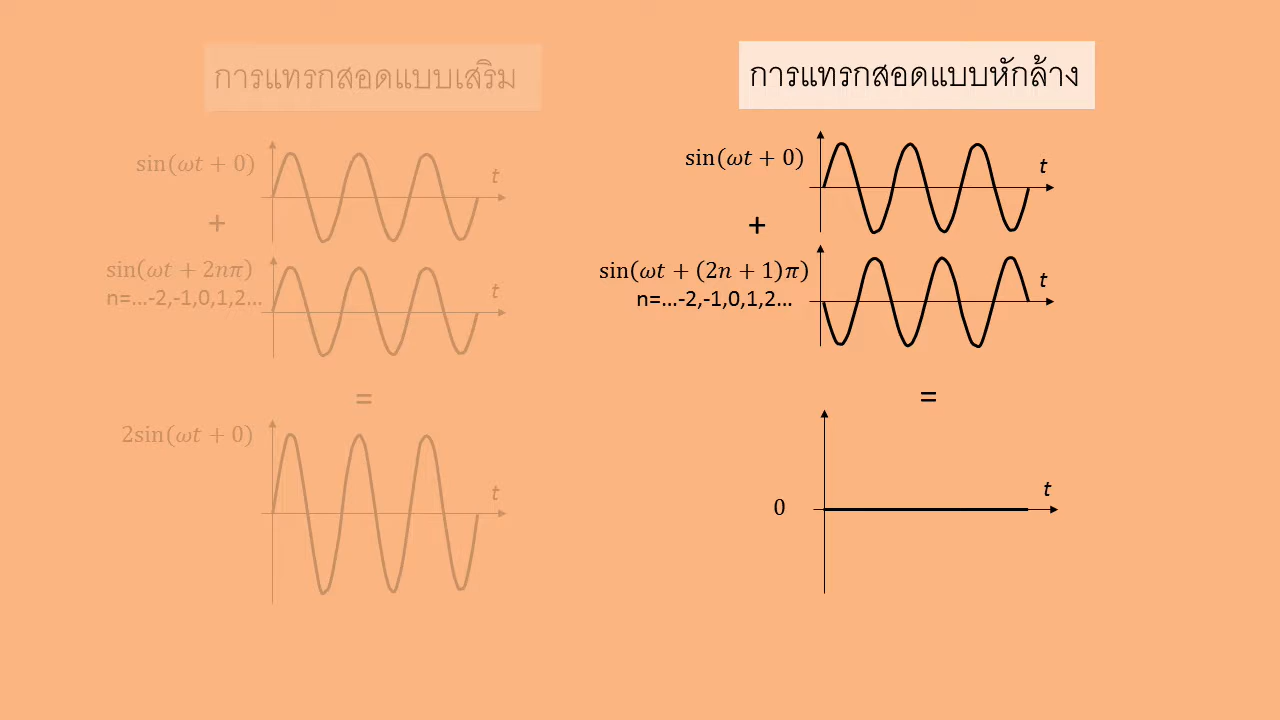 การแทรกสอดแบบเสริม
sin(ωt + 0)
t
+
sin(ωt + 2nπ)
n=...-2,-1,0,1,2...
t
=
2sin(ωt + 0)
t
การแทรกสอดแบบหักล้าง
sin(ωt + 0)
t
+
sin(ωt + (2n + 1)π)
n=...-2,-1,0,1,2...
t
=
0
t